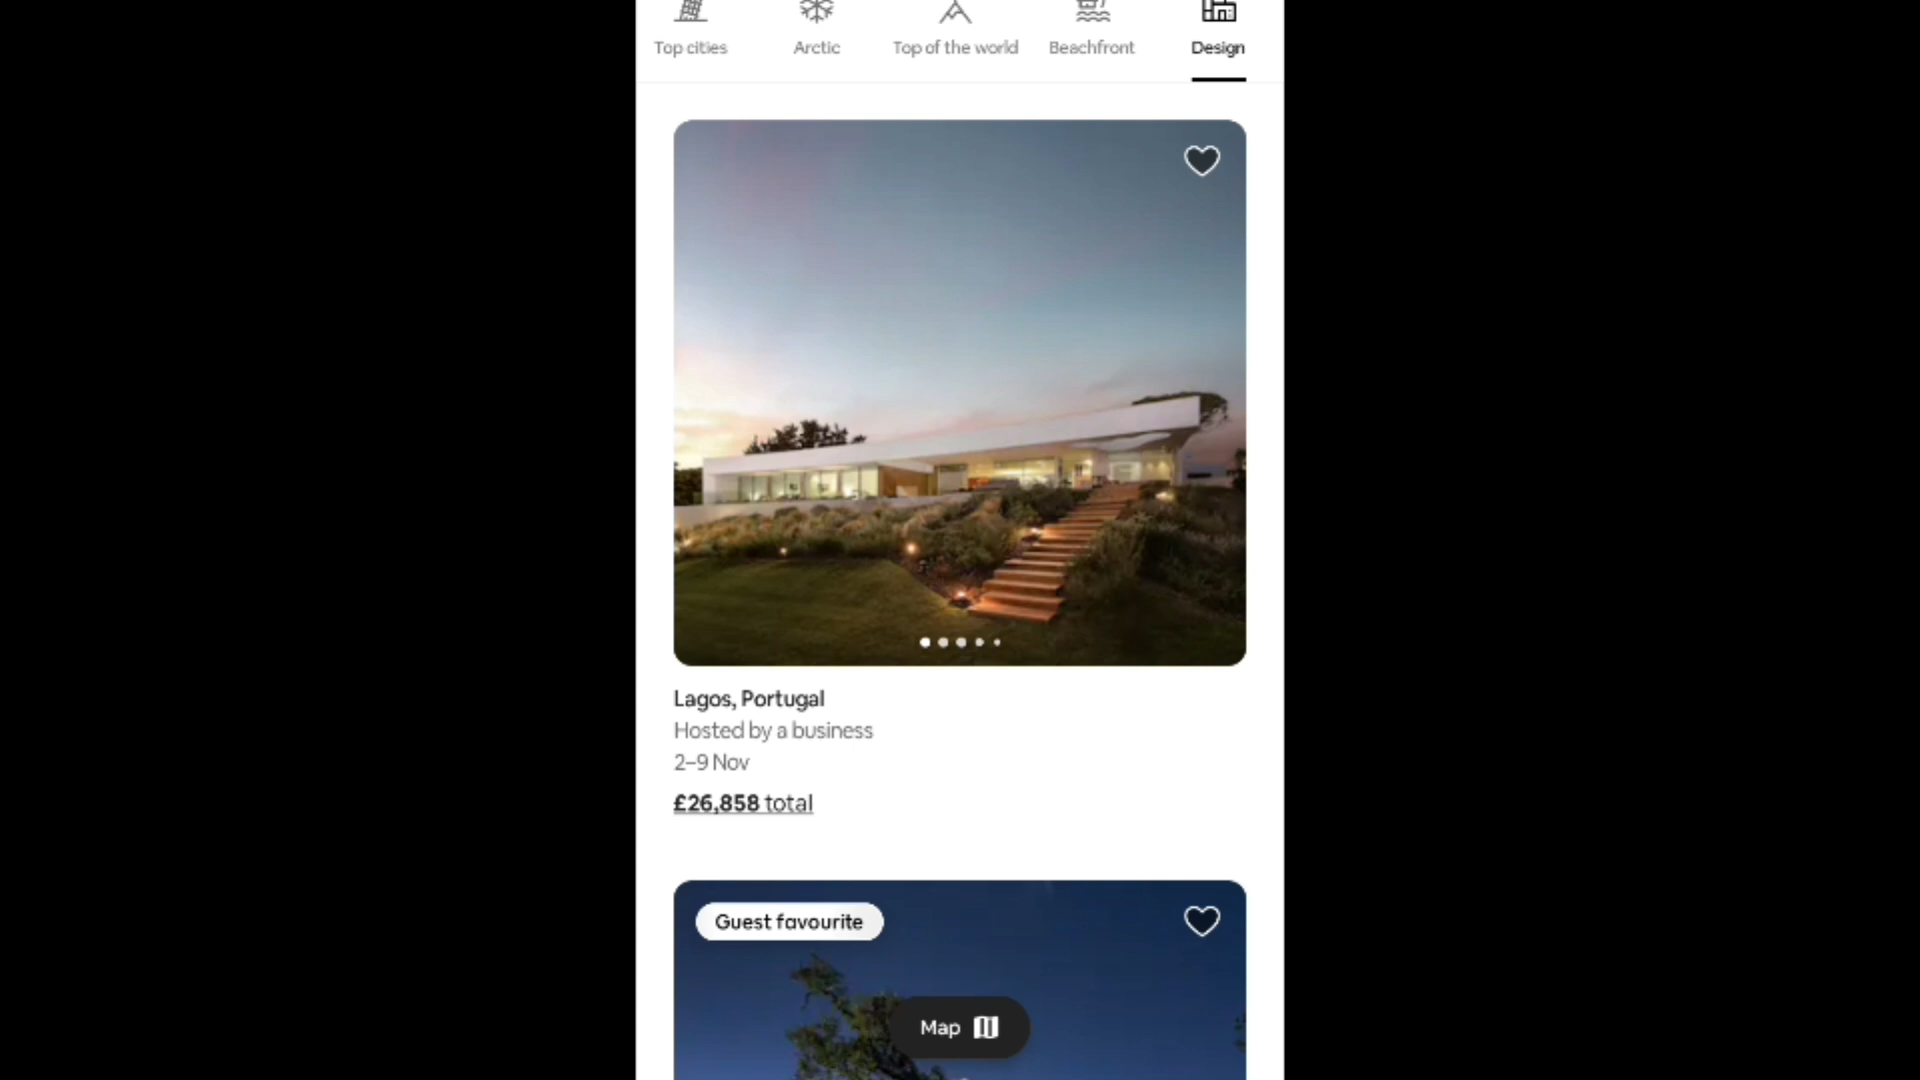 Top cities
Arctic
Top of the world
Beachfront
Design
Lagos, Portugal
Hosted by a business
2–9 Nov
£26,858 total
Guest favourite
Map